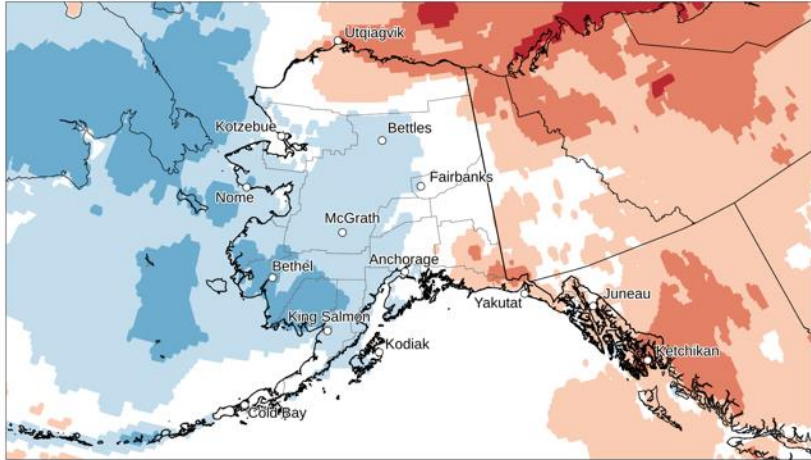 Utqiagvik
Kotzebue
Bettles
Fairbanks
Nome
McGrath
Bethel
Anchorage
King Salmon
Yakutat
Juneau
Kodiak
Ketchikan
Cold Bay